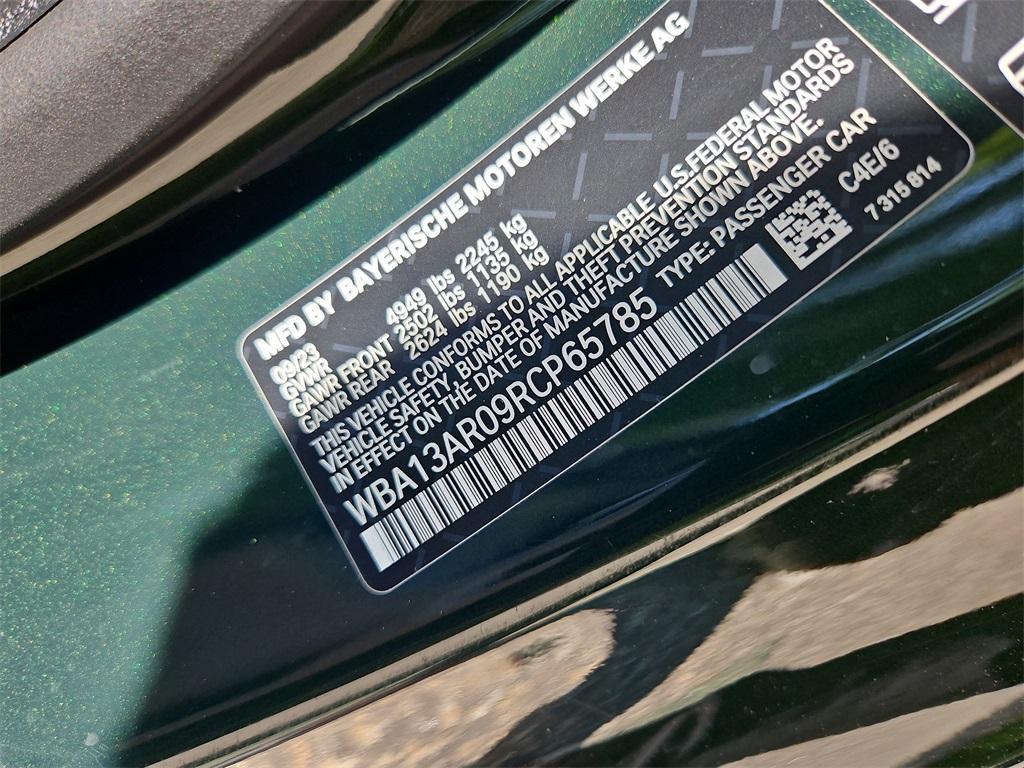 MFD BY BAYERISCHE MOTOREN WERKE AG
09/23
GVWR 4949 lbs 2245 kg
GAWR FRONT 2502 lbs 1135 kg
GAWR REAR 2624 lbs 1190 kg
THIS VEHICLE CONFORMS TO ALL APPLICABLE U.S.FEDERAL MOTOR
VEHICLE SAFETY, BUMPER AND THEFT PREVENTION STANDARDS
IN EFFECT ON THE DATE OF MANUFACTURE SHOWN ABOVE.
WBA13AR09RCP65785 TYPE: PASSENGER CAR
C4E/6
7 315 814